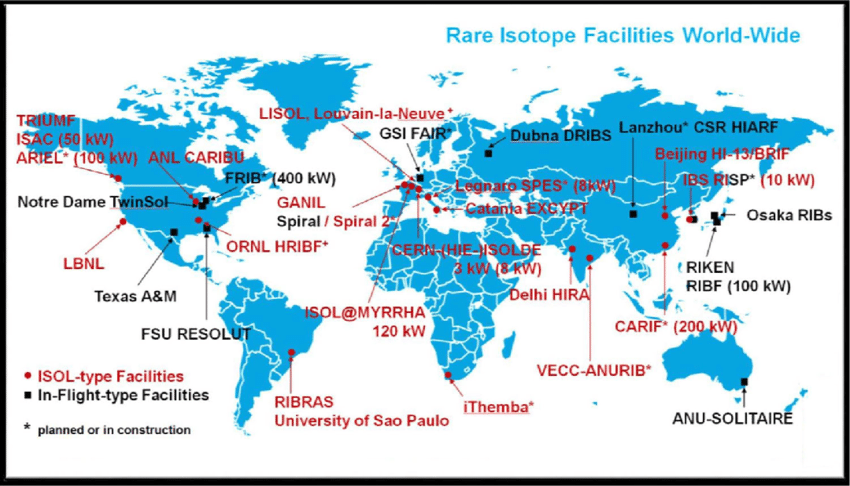 Rare Isotope Facilities World-Wide
TRIUMF
ISAC (50 kW)
ARIEL* (100 kW)
ANL CARIBU
FRIB* (400 kW)
Notre Dame TwinSol
LBNL
Texas A&M
ORNL HRIBF+
FSU RESOLUT
LISOL, Louvain-la-Neuve+
GSI FAIR*
Dubna DRIBS
Lanzhou* CSR HIARF
Beijing HI-13/BRIF
IBS RISP* (10 kW)
GANIL
Spiral / Spiral 2*
Legnaro SPES* (8kW)
Catania EXCYPT
Osaka RIBs
CERN-(HIE-)ISOLDE
3 kW (8 kW)
ISOL@MYRRHA
120 kW
Delhi HIRA
RIKEN
RIBF (100 kW)
CARIF* (200 kW)
VECC-ANURIB*
ISOL-type Facilities
In-Flight-type Facilities
* planned or in construction
RIBRAS
University of Sao Paulo
iThemba*
ANU-SOLITAIRE